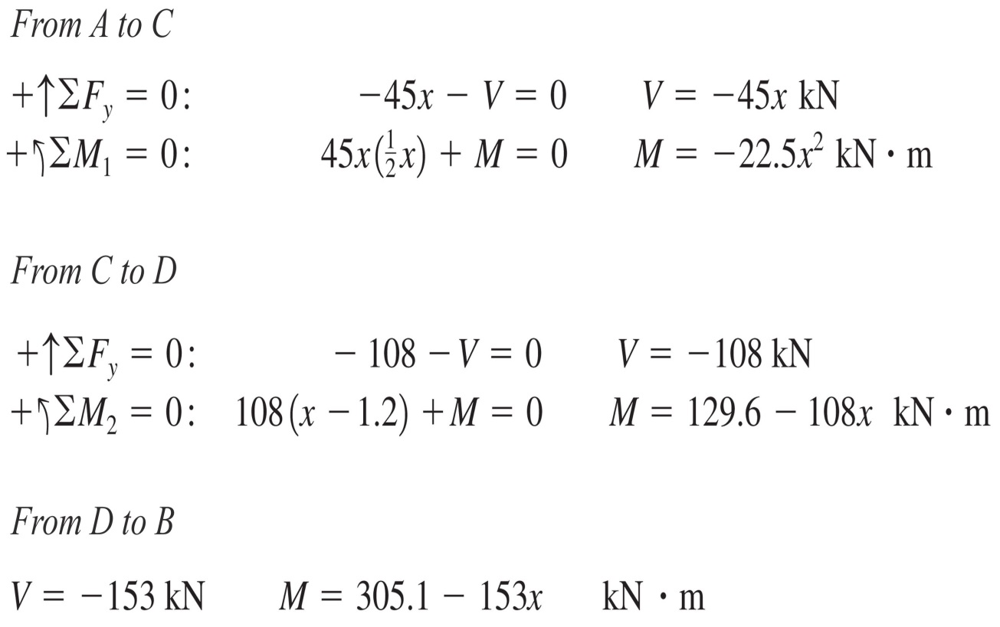 From A to C
+↑ΣF_y = 0: −45x − V = 0 V = −45x kN
+↰ΣM₁ = 0: 45x(½x) + M = 0 M = −22.5x² kN · m
From C to D
+↑ΣF_y = 0: − 108 − V = 0 V = −108 kN
+↰ΣM₂ = 0: 108(x − 1.2) + M = 0 M = 129.6 − 108x kN · m
From D to B
V = −153 kN M = 305.1 − 153x kN · m